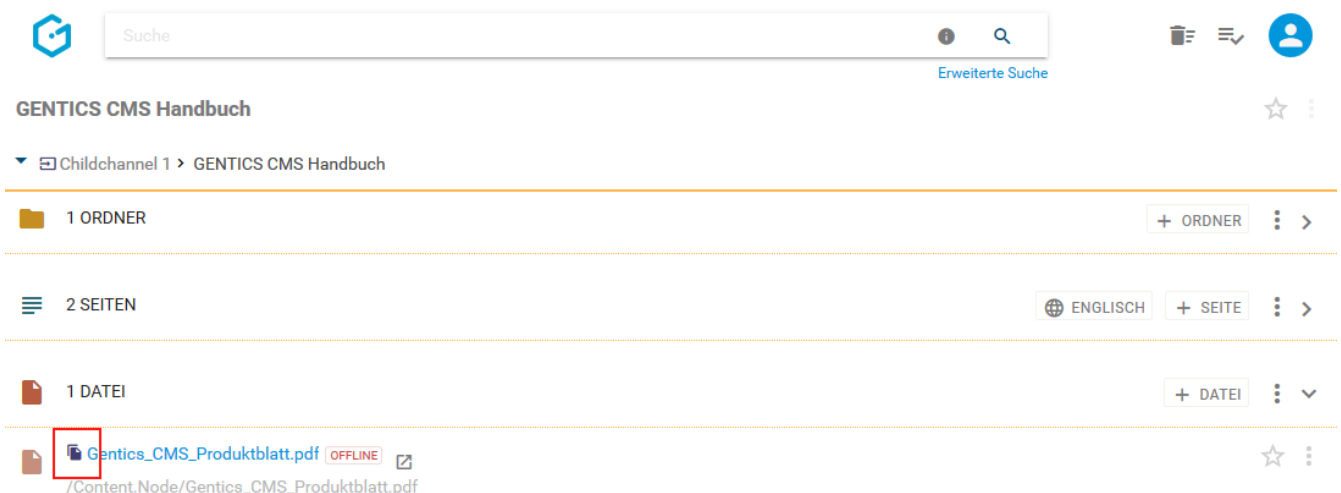 Suche
Erweiterte Suche
GENTICS CMS Handbuch
Childchannel 1 > GENTICS CMS Handbuch
1 ORDNER + ORDNER
2 SEITEN ENGLISCH + SEITE
1 DATEI + DATEI
Gentics_CMS_Produktblatt.pdf OFFLINE
/Content.Node/Gentics_CMS_Produktblatt.pdf